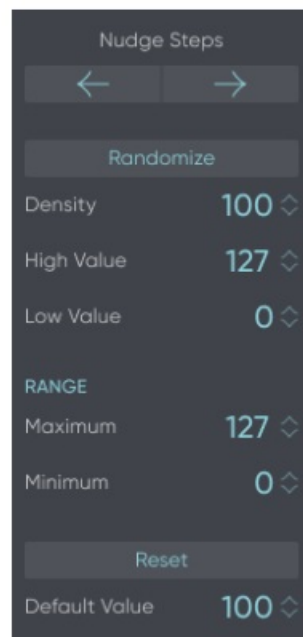 Nudge Steps
Randomize
Density 100
High Value 127
Low Value 0
RANGE
Maximum 127
Minimum 0
Reset
Default Value 100